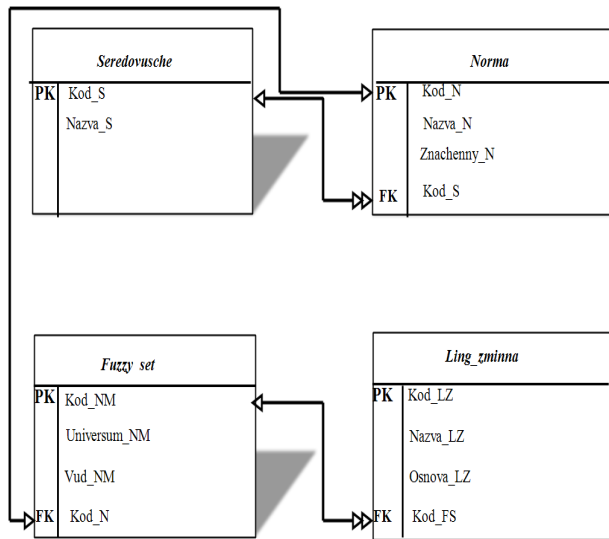 Seredovusche
PK Kod_S
Nazva_S
Norma
PK Kod_N
Nazva_N
Znachenny_N
FK Kod_S
Fuzzy set
PK Kod_NM
Universum_NM
Vud_NM
FK Kod_N
Ling_zminna
PK Kod_LZ
Nazva_LZ
Osnova_LZ
FK Kod_FS